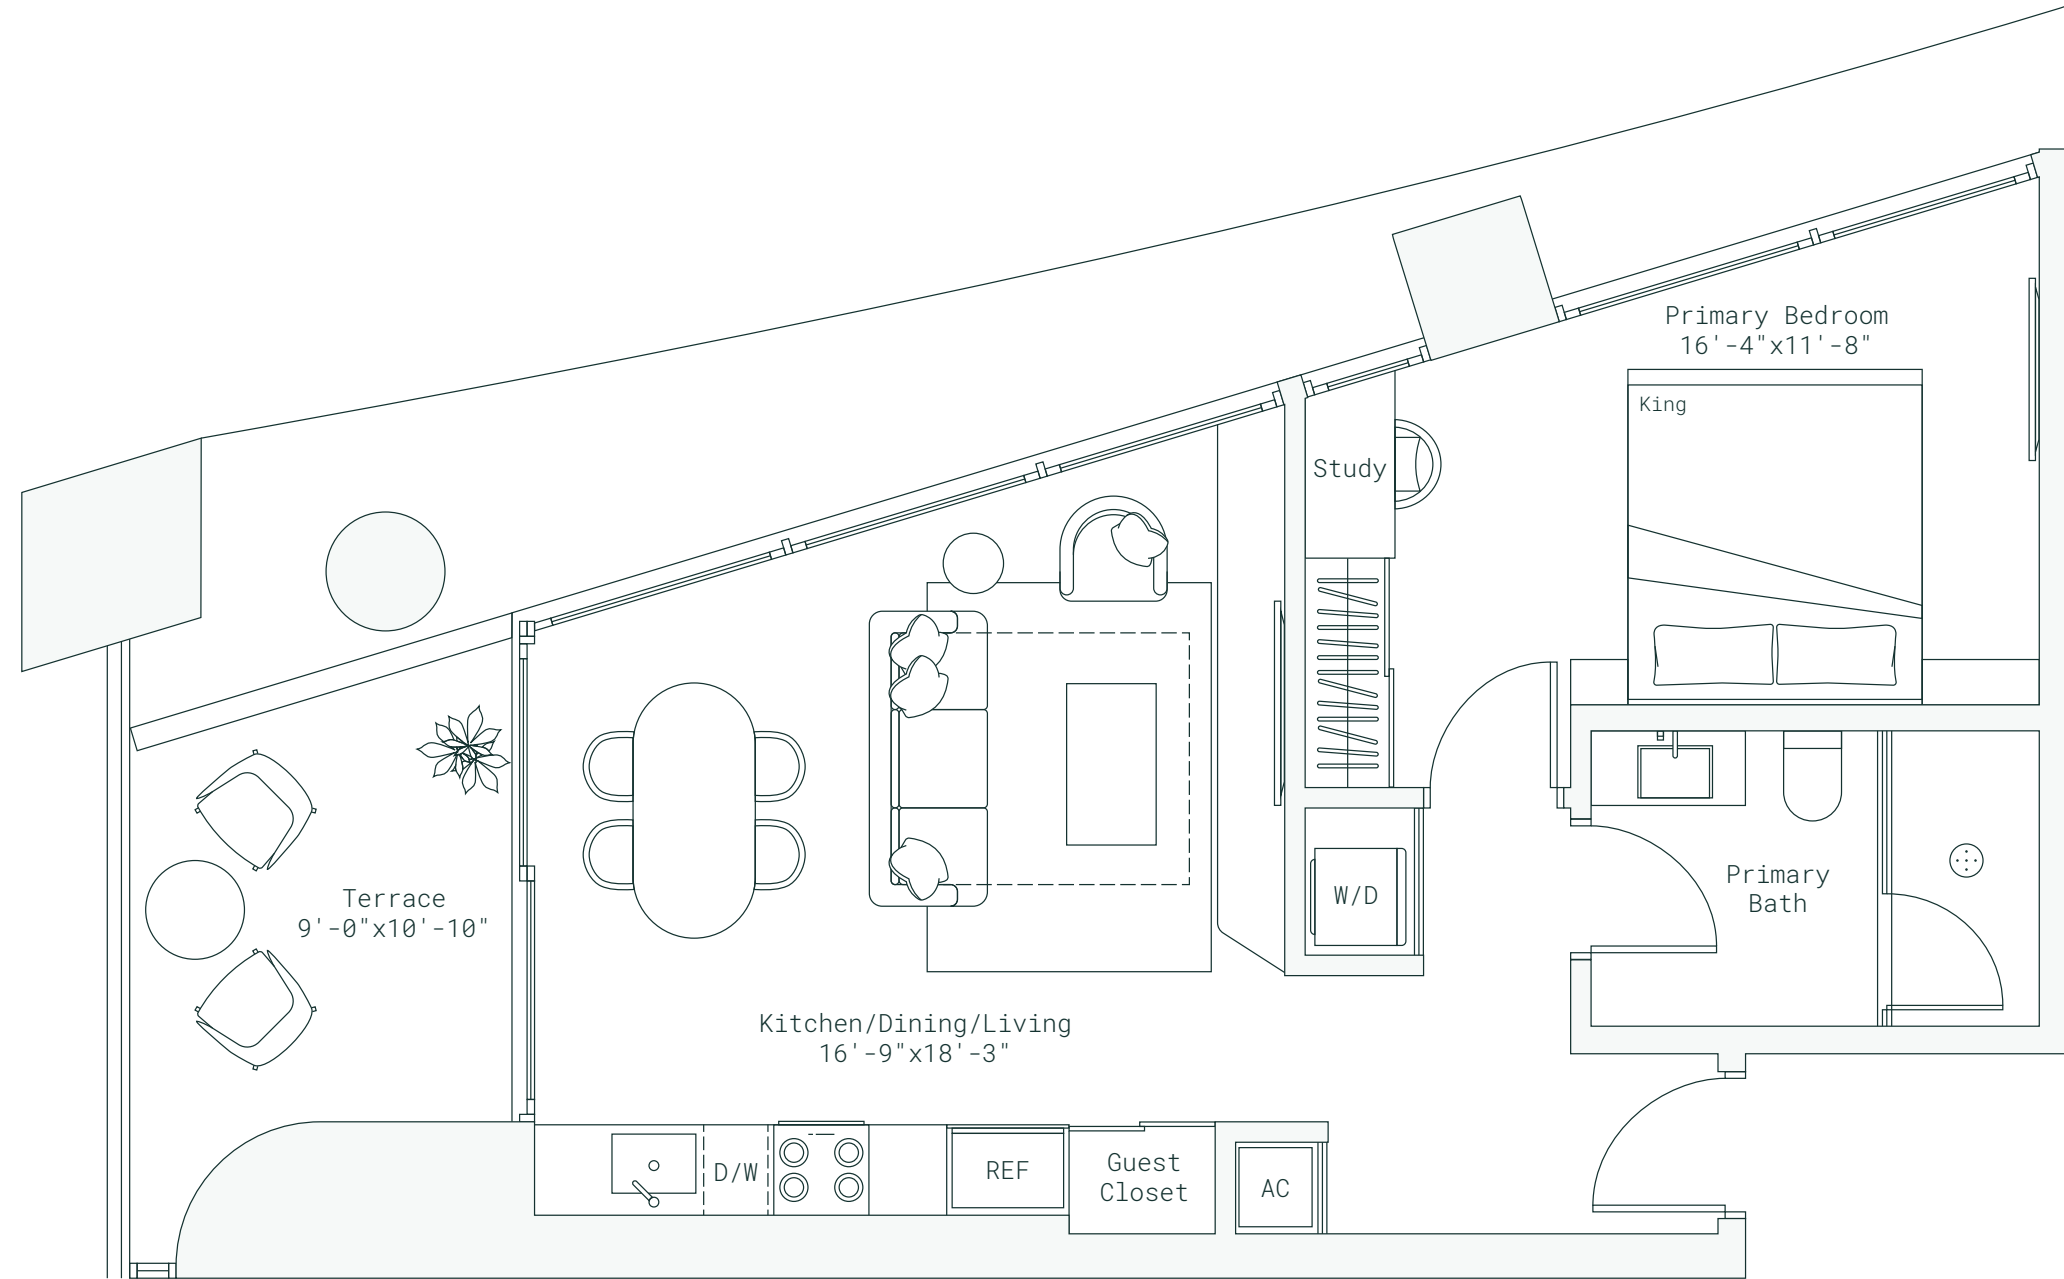 Primary Bedroom
16'-4"x11'-8"
King
Study
W/D
Primary
Bath
Terrace
9'-0"x10'-10"
Kitchen/Dining/Living
16'-9"x18'-3"
D/W
REF
Guest
Closet
AC